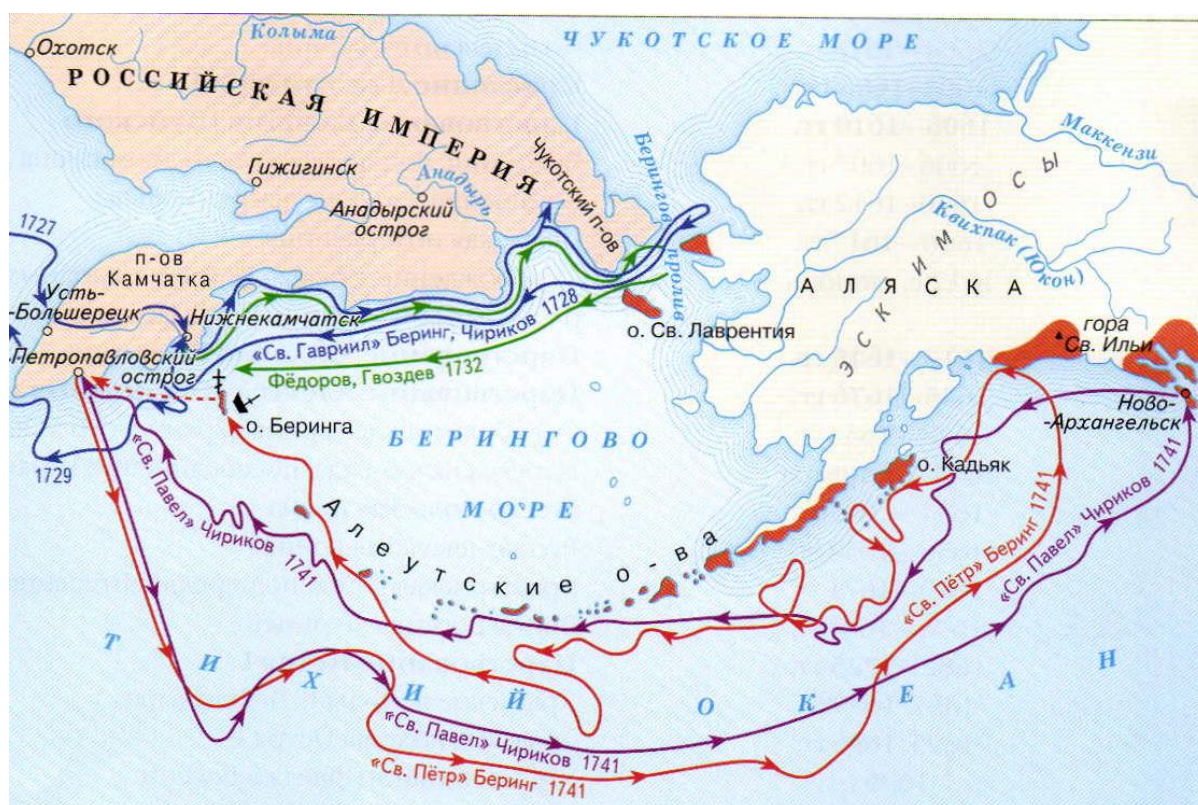 ЧУКОТСКОЕ МОРЕ
Охотск
Колыма
РОССИЙСКАЯ ИМПЕРИЯ
Гижигинск
Анадырь
Анадырский
острог
Чукотский п-ов
Берингов
пролив
Маккензи
Квихпак (Юкон)
ЭСКИМОСЫ
АЛЯСКА
1727
п-ов
Камчатка
Усть-
-Большерецк
Нижнекамчатск
Петропавловский
острог
«Св. Гавриил» Беринг, Чириков 1728
Фёдоров, Гвоздев 1732
о. Св. Лаврентия
гора
Св. Ильи
Ново-
-Архангельск
о. Беринга
о. Кадьяк
1729
БЕРИНГОВО
МОРЕ
«Св. Павел» Чириков 1741
Алеутские о-ва
«Св. Пётр» Беринг 1741
«Св. Павел» Чириков 1741
ТИХИЙ ОКЕАН
«Св. Павел» Чириков 1741
«Св. Пётр» Беринг 1741